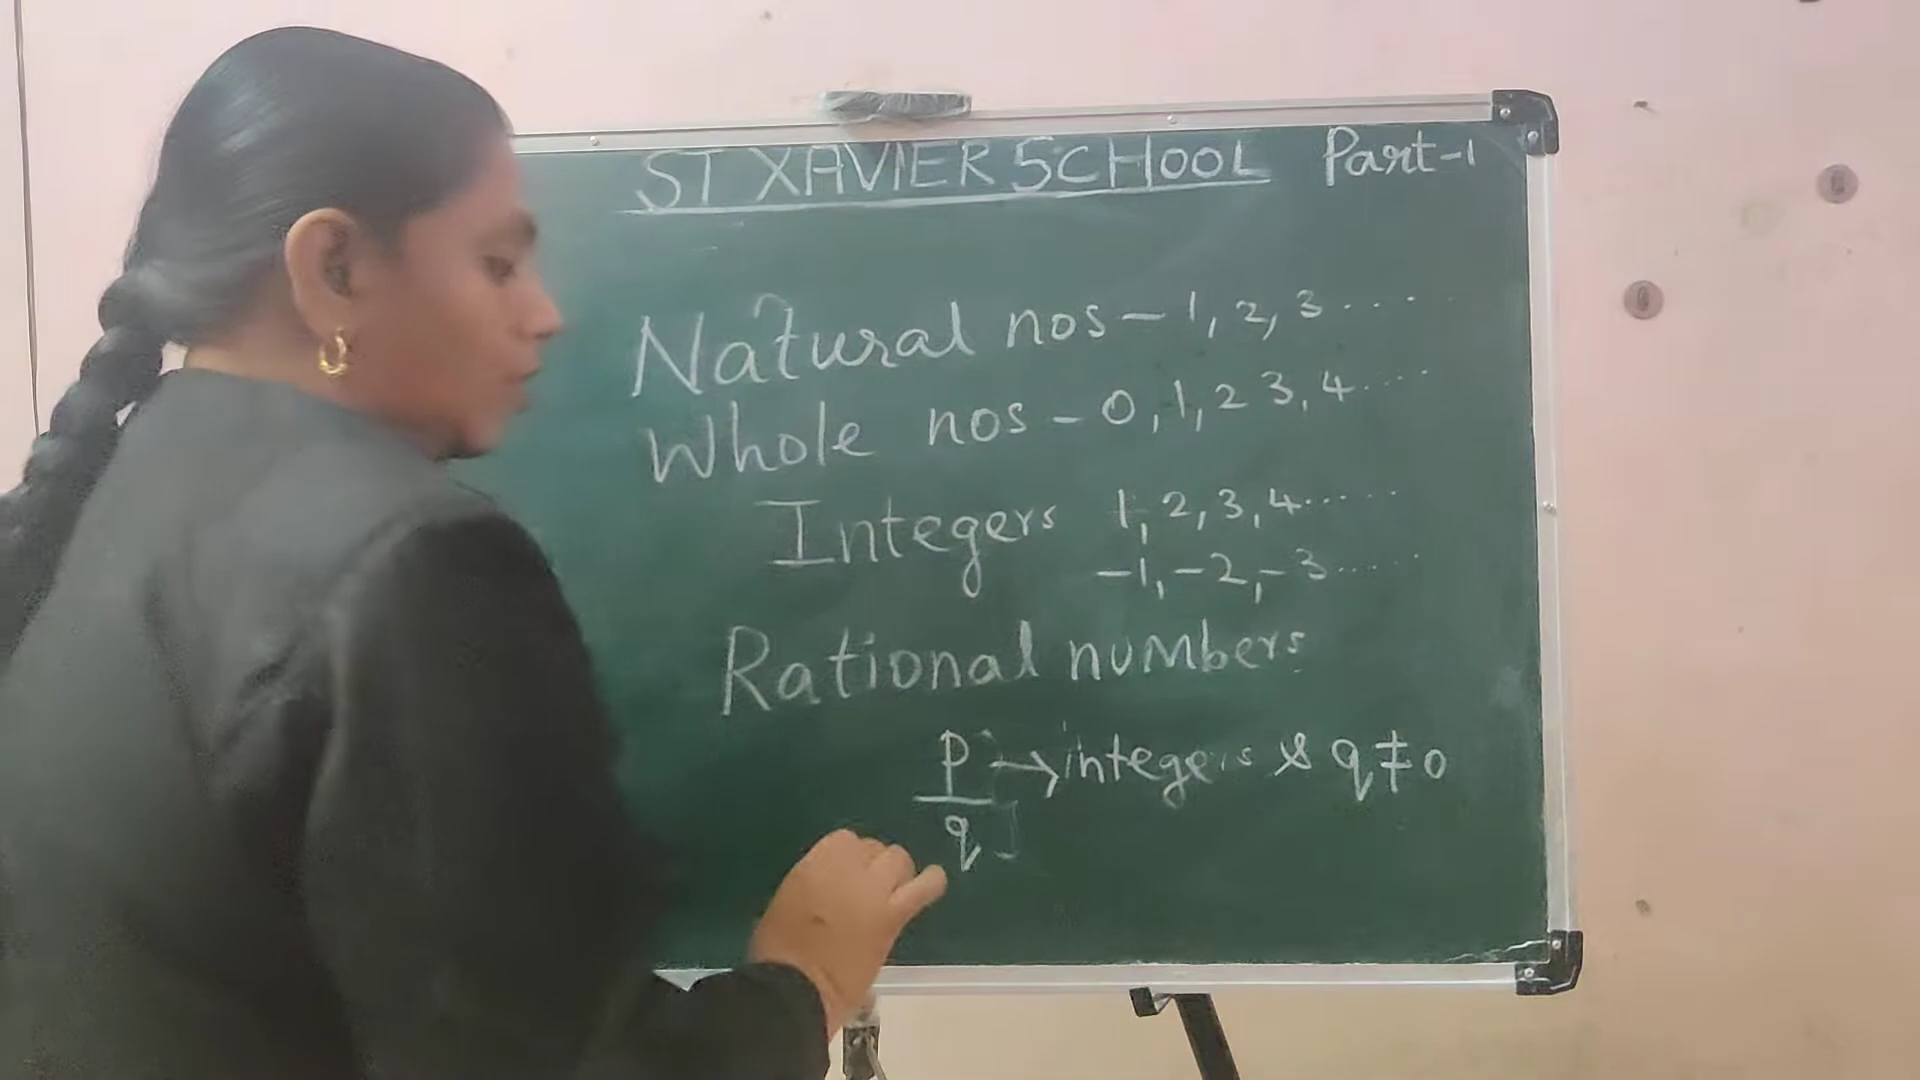 ST XAVIER SCHOOL Part-1
Natural nos - 1, 2, 3 ....
Whole nos - 0, 1, 2 3, 4 .....
Integers 1, 2, 3, 4 ......
-1, -2, -3 ......
Rational numbers
p → integers & q ≠ 0
q